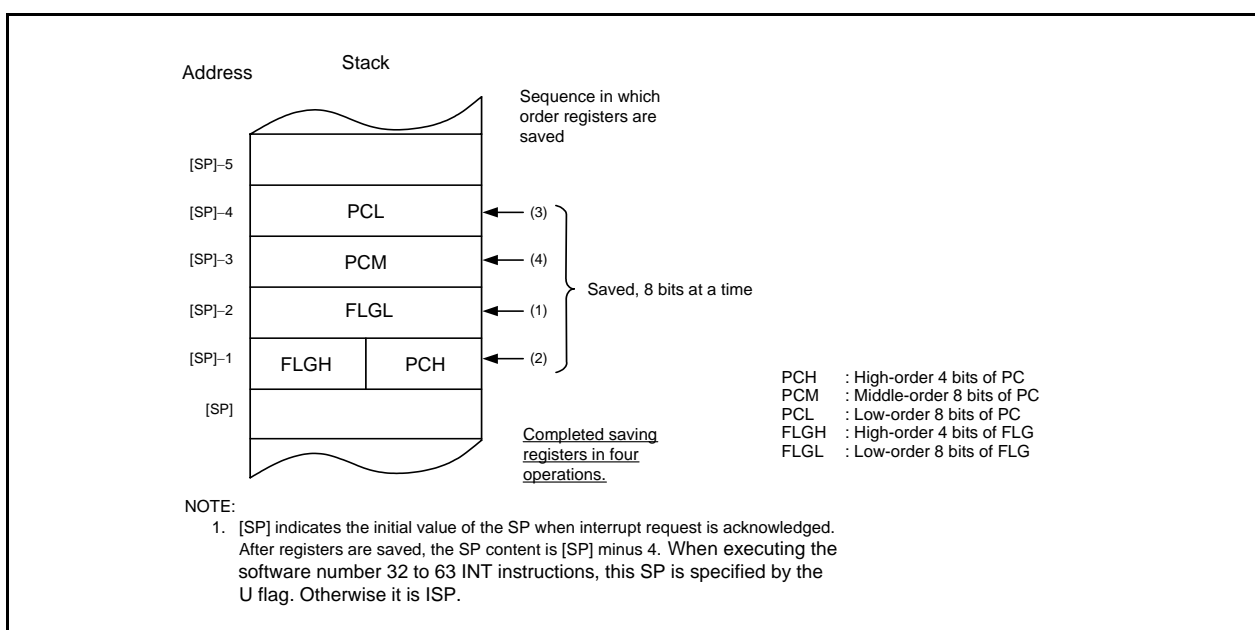 Address
Stack
Sequence in which
order registers are
saved
[SP]−5
[SP]−4
PCL
(3)
[SP]−3
PCM
(4)
Saved, 8 bits at a time
[SP]−2
FLGL
(1)
[SP]−1
FLGH
PCH
(2)
[SP]
PCH : High-order 4 bits of PC
PCM : Middle-order 8 bits of PC
PCL : Low-order 8 bits of PC
FLGH : High-order 4 bits of FLG
FLGL : Low-order 8 bits of FLG
Completed saving
registers in four
operations.
NOTE:
1. [SP] indicates the initial value of the SP when interrupt request is acknowledged.
After registers are saved, the SP content is [SP] minus 4. When executing the
software number 32 to 63 INT instructions, this SP is specified by the
U flag. Otherwise it is ISP.